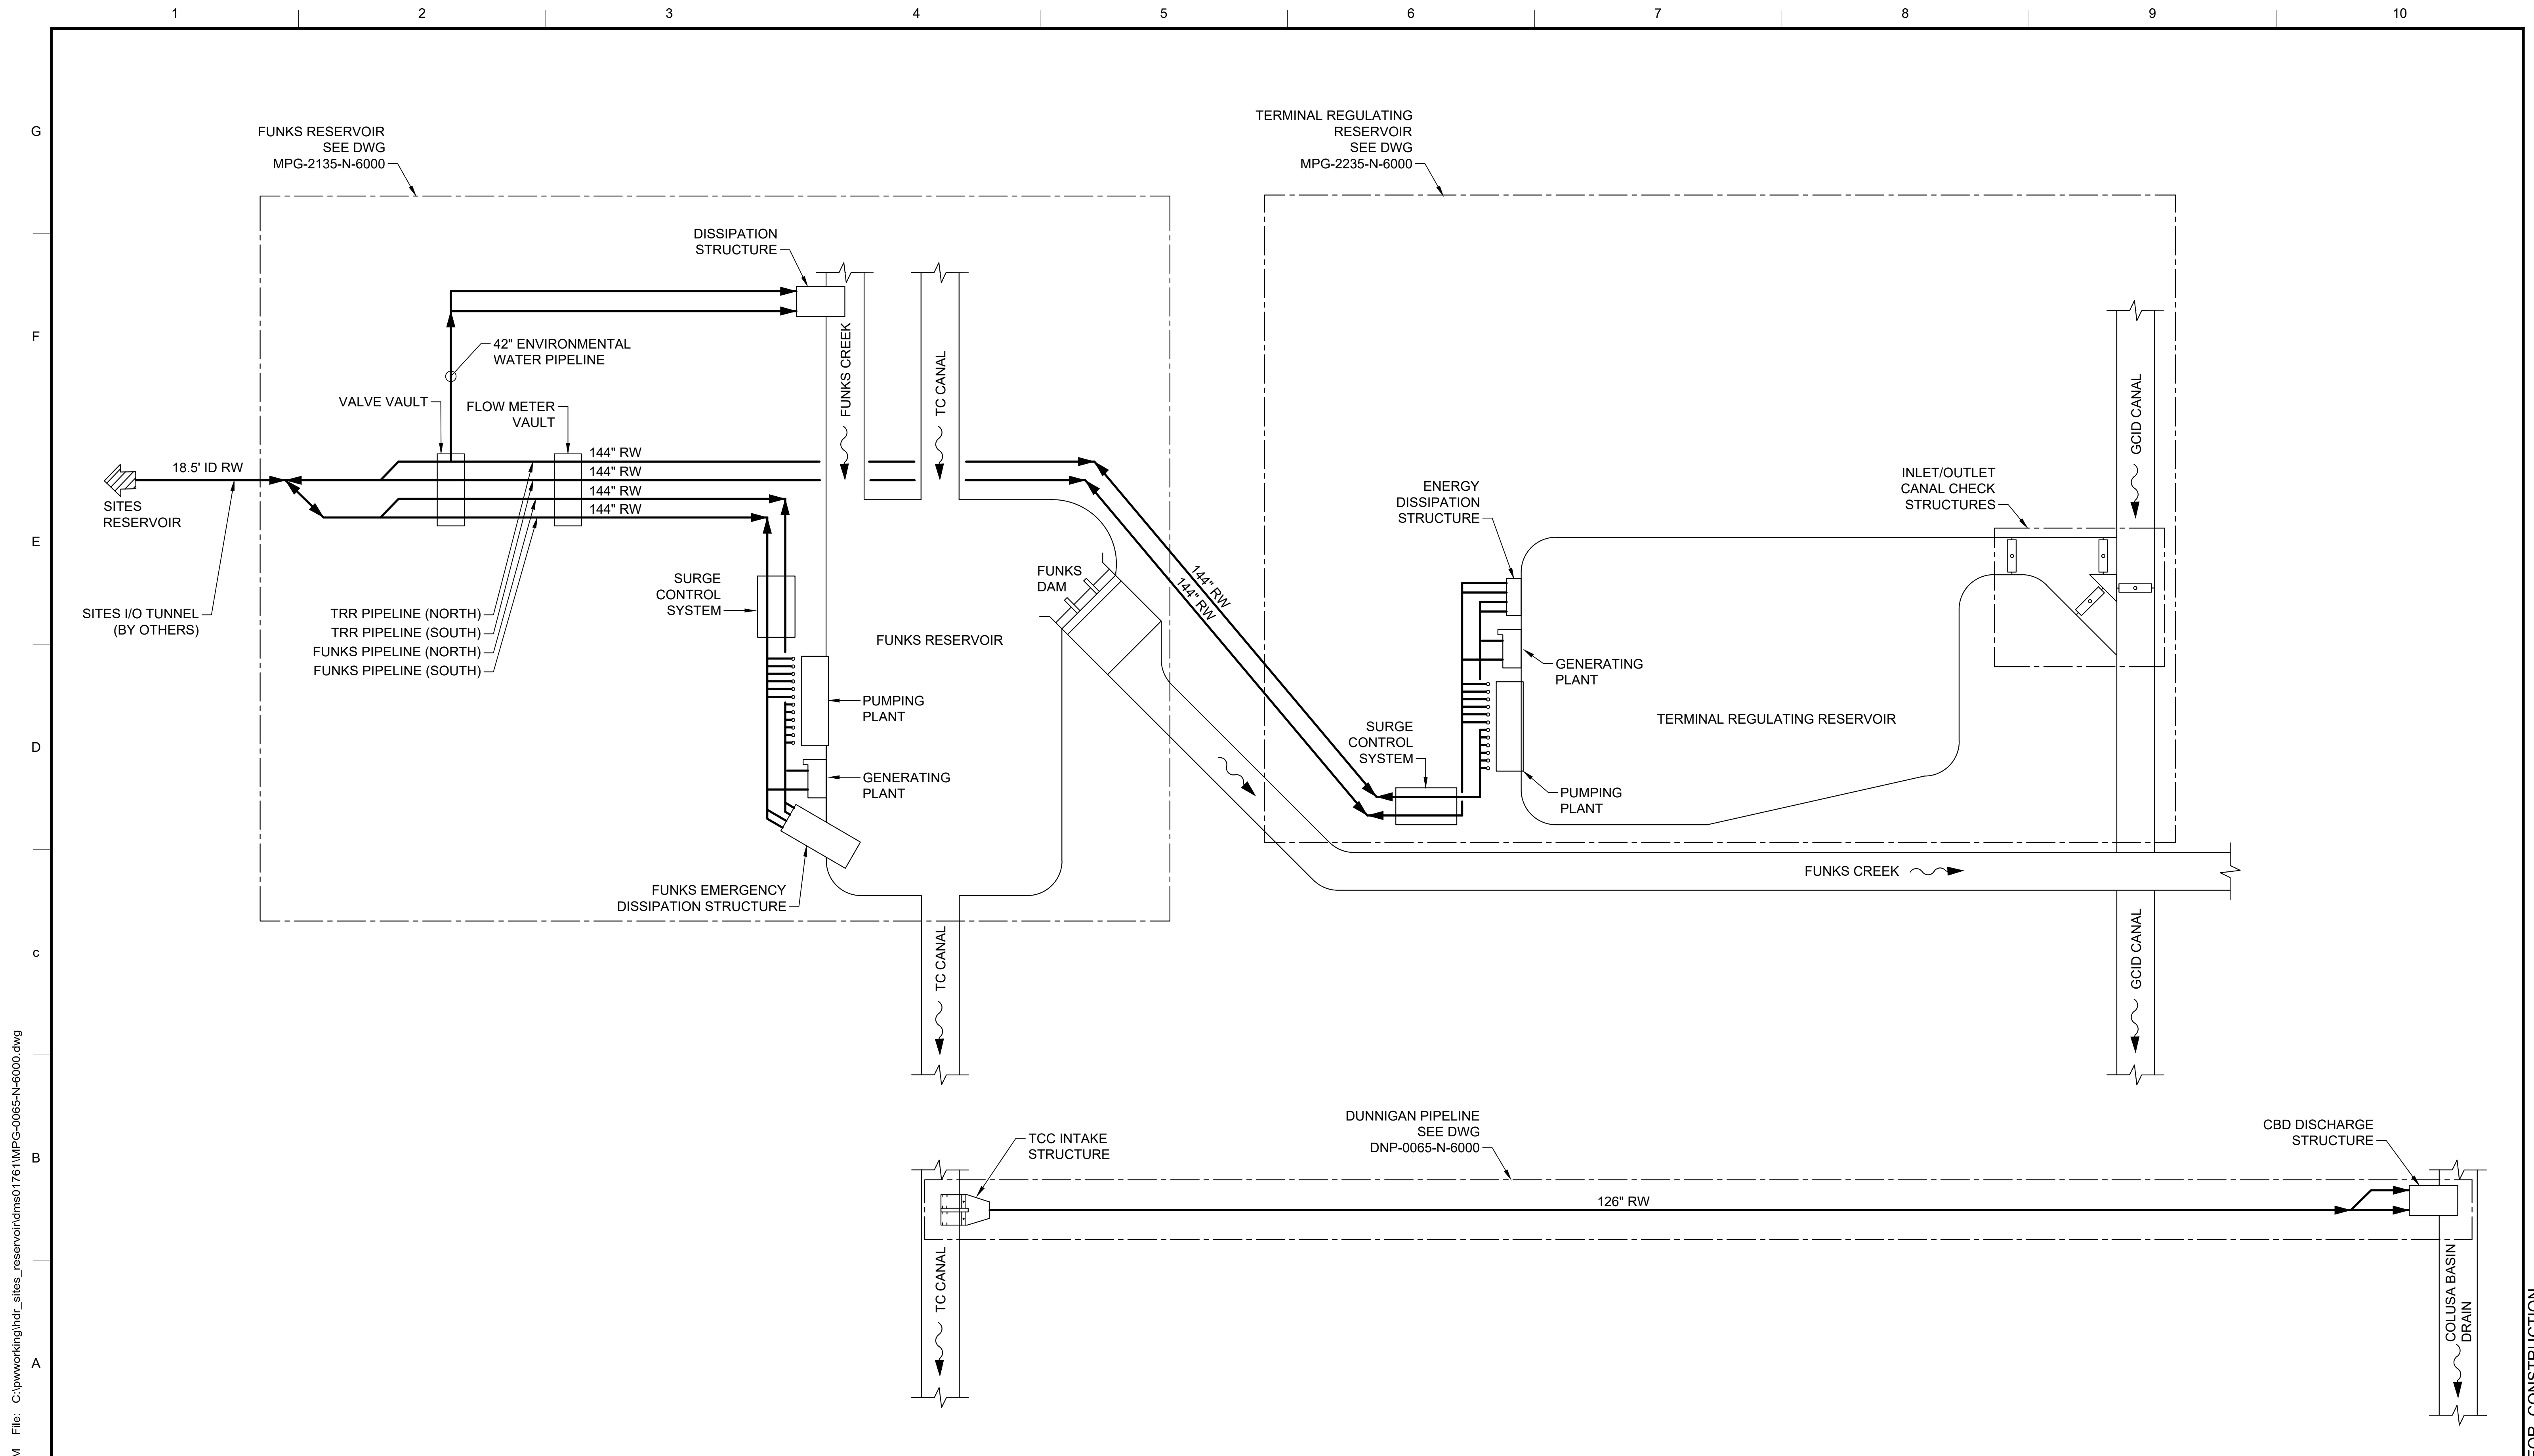 1 2 3 4 5 6 7 8 9 10
G
F
E
D
c
B
A
FUNKS RESERVOIR
SEE DWG
MPG-2135-N-6000
TERMINAL REGULATING
RESERVOIR
SEE DWG
MPG-2235-N-6000
DISSIPATION
STRUCTURE
42" ENVIRONMENTAL
WATER PIPELINE
VALVE VAULT
FLOW METER
VAULT
FUNKS CREEK
TC CANAL
GCID CANAL
18.5' ID RW
144" RW
144" RW
144" RW
144" RW
SITES
RESERVOIR
INLET/OUTLET
CANAL CHECK
STRUCTURES
ENERGY
DISSIPATION
STRUCTURE
SITES I/O TUNNEL
(BY OTHERS)
TRR PIPELINE (NORTH)
TRR PIPELINE (SOUTH)
FUNKS PIPELINE (NORTH)
FUNKS PIPELINE (SOUTH)
SURGE
CONTROL
SYSTEM
FUNKS
DAM
144" RW
144" RW
FUNKS RESERVOIR
GENERATING
PLANT
PUMPING
PLANT
TERMINAL REGULATING RESERVOIR
SURGE
CONTROL
SYSTEM
GENERATING
PLANT
PUMPING
PLANT
FUNKS EMERGENCY
DISSIPATION STRUCTURE
FUNKS CREEK
TC CANAL
GCID CANAL
DUNNIGAN PIPELINE
SEE DWG
DNP-0065-N-6000
TCC INTAKE
STRUCTURE
CBD DISCHARGE
STRUCTURE
126" RW
TC CANAL
COLUSA BASIN
DRAIN
M File: C:\pwworking\hdr_sites_reservoir\dms01761\MPG-0065-N-6000.dwg
FOR CONSTRUCTION